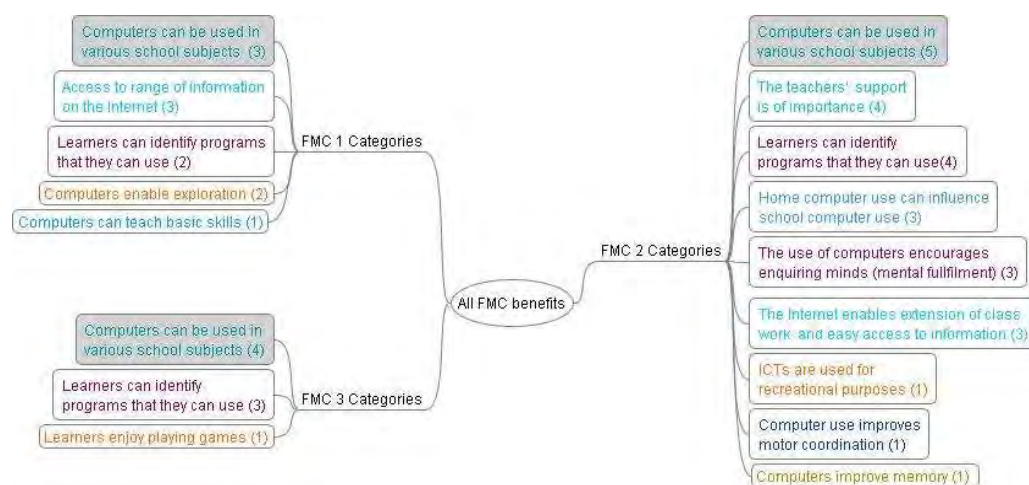 Computers can be used in
various school subjects (3)
Access to range of information
on the Internet (3)
Learners can identify programs
that they can use (2)
Computers enable exploration (2)
Computers can teach basic skills (1)
FMC 1 Categories
Computers can be used in
various school subjects (4)
Learners can identify
programs that they can use (3)
Learners enjoy playing games (1)
FMC 3 Categories
All FMC benefits
FMC 2 Categories
Computers can be used in
various school subjects (5)
The teachers' support
is of importance (4)
Learners can identify
programs that they can use(4)
Home computer use can influence
school computer use (3)
The use of computers encourages
enquiring minds (mental fullfilment) (3)
The Internet enables extension of class
work and easy access to information (3)
ICTs are used for
recreational purposes (1)
Computer use improves
motor coordination (1)
Computers improve memory (1)